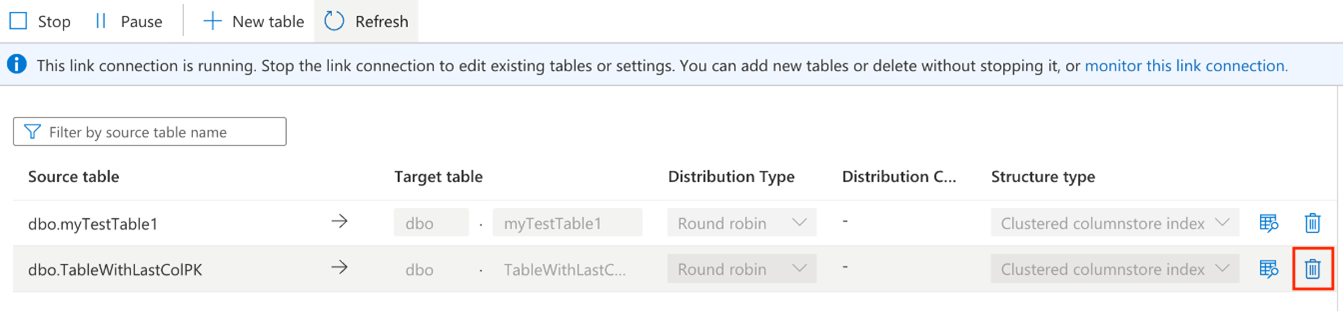 Stop Pause New table Refresh
This link connection is running. Stop the link connection to edit existing tables or settings. You can add new tables or delete without stopping it, or monitor this link connection.
Filter by source table name
Source table Target table Distribution Type Distribution C... Structure type
dbo.myTestTable1 → dbo . myTestTable1 Round robin - Clustered columnstore index
dbo.TableWithLastColPK → dbo . TableWithLastC... Round robin - Clustered columnstore index